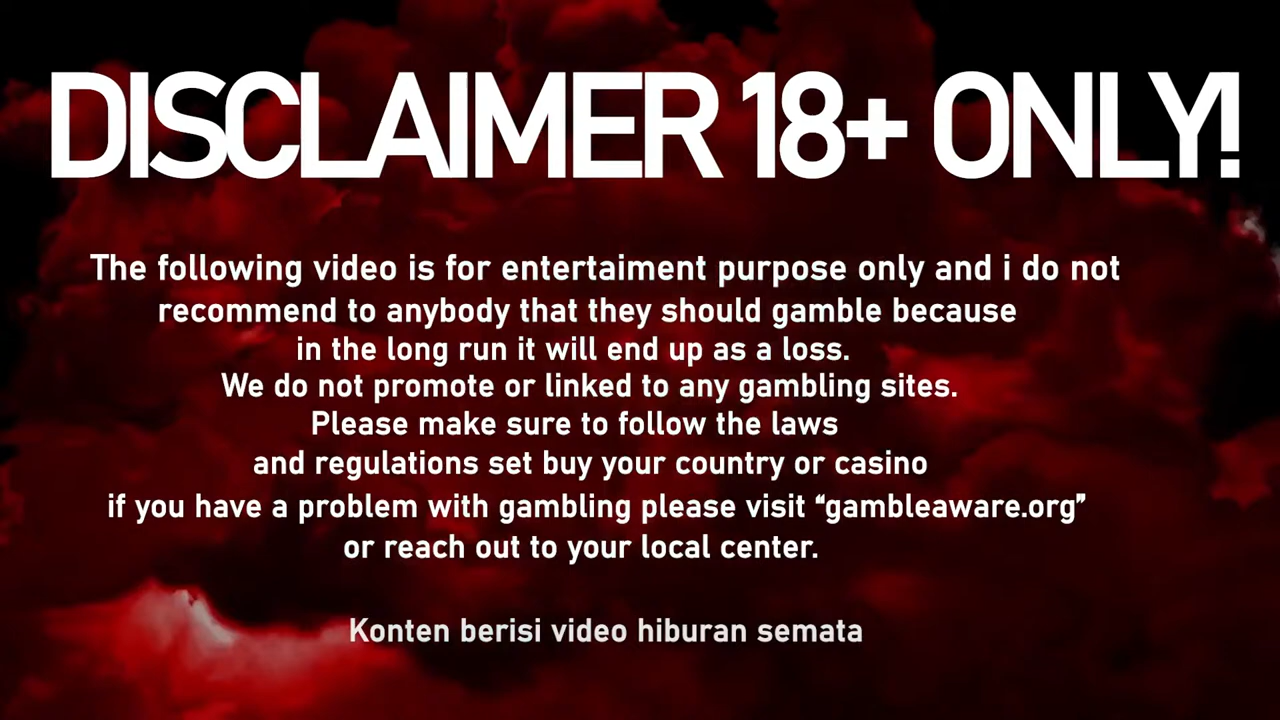 DISCLAIMER 18+ ONLY!
The following video is for entertaiment purpose only and i do not
recommend to anybody that they should gamble because
in the long run it will end up as a loss.
We do not promote or linked to any gambling sites.
Please make sure to follow the laws
and regulations set buy your country or casino
if you have a problem with gambling please visit “gambleaware.org”
or reach out to your local center.
Konten berisi video hiburan semata